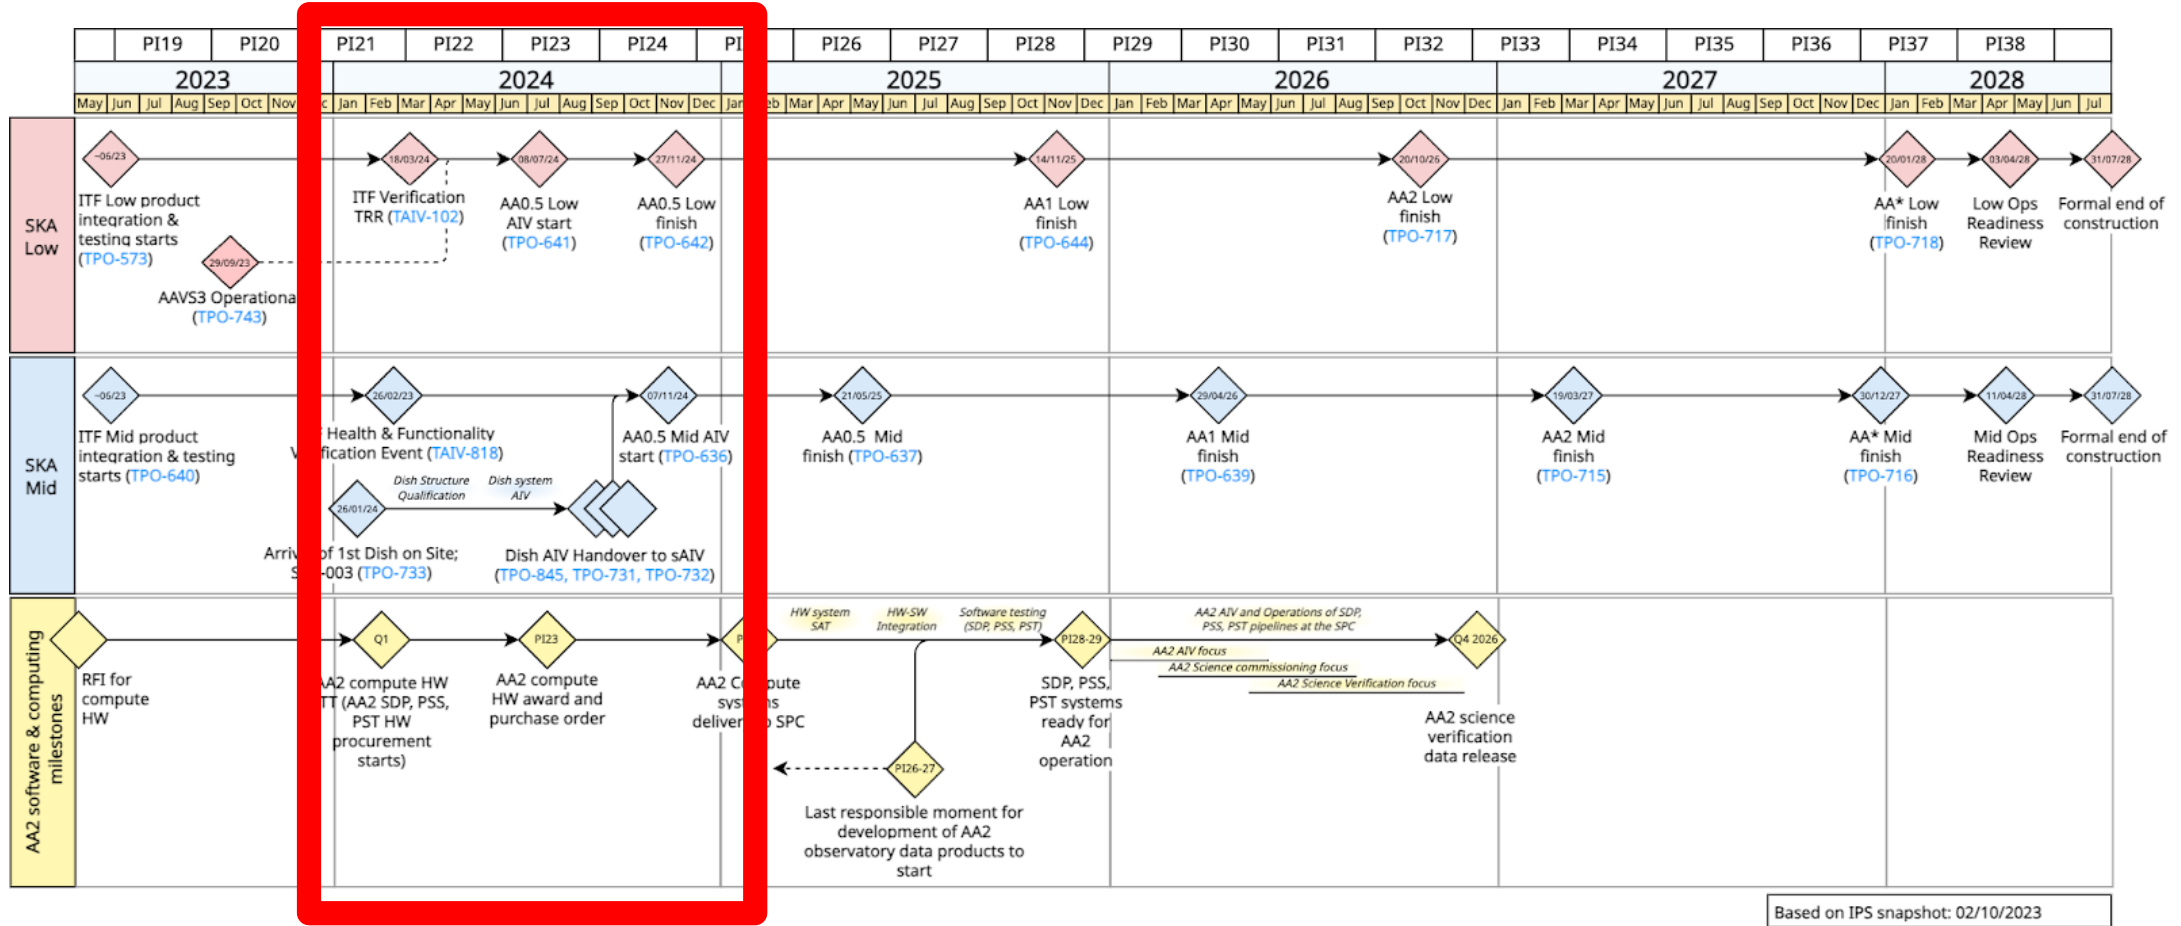 PI19 PI20 PI21 PI22 PI23 PI24 PI26 PI27 PI28 PI29 PI30 PI31 PI32 PI33 PI34 PI35 PI36 PI37 PI38
2023 2024 2025 2026 2027 2028
May Jun Jul Aug Sep Oct Nov Jan Feb Mar Apr May Jun Jul Aug Sep Oct Nov Dec Mar Apr May Jun Jul Aug Sep Oct Nov Dec Jan Feb Mar Apr May Jun Jul Aug Sep Oct Nov Dec Jan Feb Mar Apr May Jun Jul Aug Sep Oct Nov Dec Jan Feb Mar Apr May Jun Jul
SKA
Low
~06/23
ITF Low product
integration &
testing starts
(TPO-573)
29/09/23
AAVS3 Operationa
(TPO-743)
18/03/24
ITF Verification
TRR (TAIV-102)
08/07/24
AA0.5 Low
AIV start
(TPO-641)
27/11/24
AA0.5 Low
finish
(TPO-642)
14/11/25
AA1 Low
finish
(TPO-644)
20/10/26
AA2 Low
finish
(TPO-717)
20/01/28
AA* Low
finish
(TPO-718)
03/04/28
Low Ops
Readiness
Review
31/07/28
Formal end of
construction
SKA
Mid
~06/23
ITF Mid product
integration & testing
starts (TPO-640)
26/02/23
Health & Functionality
fication Event (TAIV-818)
26/01/24
Arriv of 1st Dish on Site;
-003 (TPO-733)
Dish Structure
Qualification
Dish system
AIV
Dish AIV Handover to sAIV
(TPO-845, TPO-731, TPO-732)
07/11/24
AA0.5 Mid AIV
start (TPO-636)
21/05/25
AA0.5 Mid
finish (TPO-637)
29/04/26
AA1 Mid
finish
(TPO-639)
19/03/27
AA2 Mid
finish
(TPO-715)
30/12/27
AA* Mid
finish
(TPO-716)
11/04/28
Mid Ops
Readiness
Review
31/07/28
Formal end of
construction
AA2 software & computing
milestones
RFI for
compute
HW
Q1
AA2 compute HW
TT (AA2 SDP, PSS,
PST HW
procurement
starts)
PI23
AA2 compute
HW award and
purchase order
AA2 C ute
sys ns
deliver o SPC
HW system
SAT
HW-SW
Integration
Software testing
(SDP, PSS, PST)
PI26-27
Last responsible moment for
development of AA2
observatory data products to
start
PI28-29
SDP, PSS,
PST systems
ready for
AA2
operation
AA2 AIV and Operations of SDP,
PSS, PST pipelines at the SPC
AA2 AIV focus
AA2 Science commissioning focus
AA2 Science Verification focus
Q4 2026
AA2 science
verification
data release
Based on IPS snapshot: 02/10/2023